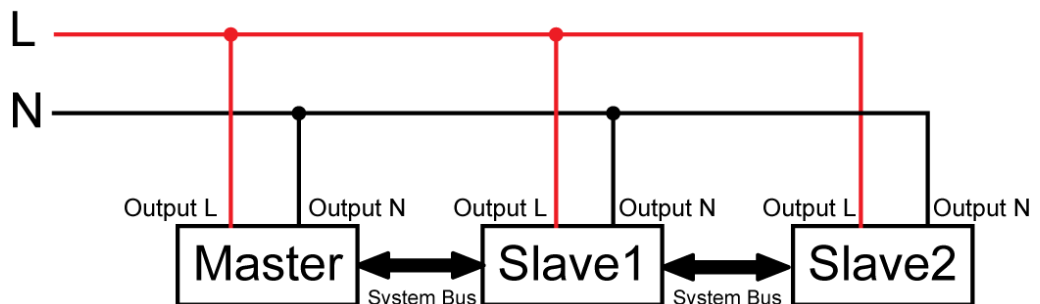 L
N
Output L
Output N
Output L
Output N
Output L
Output N
Master
Slave1
Slave2
System Bus
System Bus